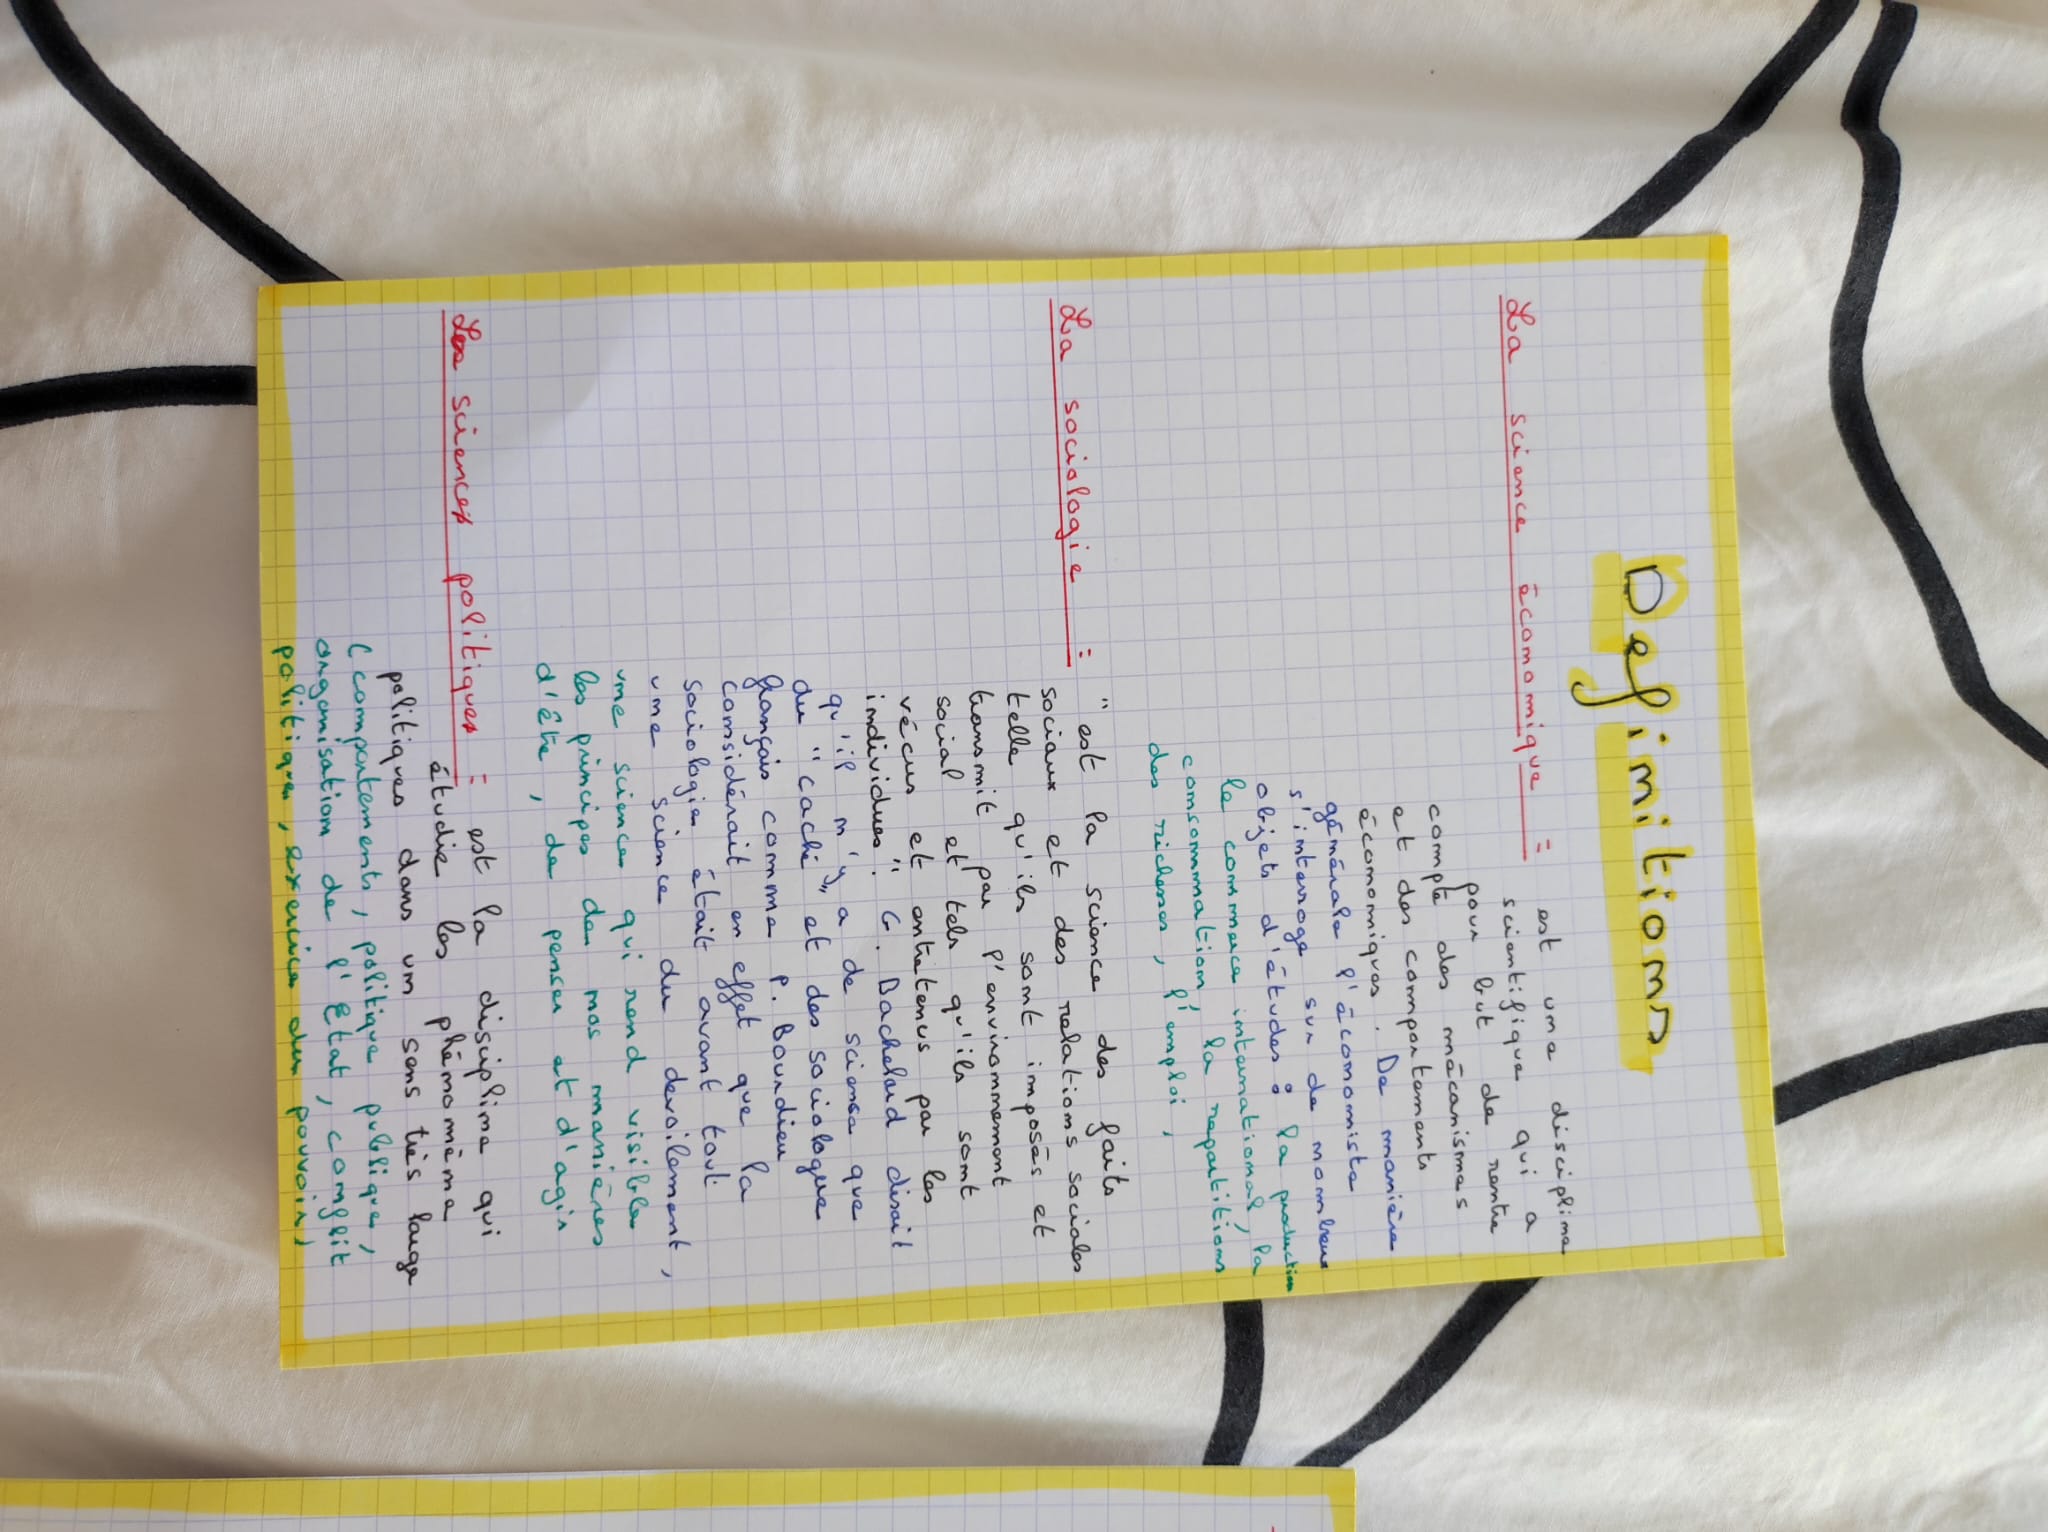 Définitions
La science économique : est une discipline
scientifique qui a
pour but de rentre
compte des mécanismes
et des comportements
économiques. De manière
générale l'économiste
s'interroge sur de nombreux
objets d'études : la production
le commerce international, la
consommation, la repartitions
des richesses, l'emploi,
La sociologie : "est la science des faits
sociaux et des relations sociales
telle qu'ils sont imposés et
transmit par l'environnement
social et tels qu'ils sont
vécus et entretenus par les
individues". G. Bachelard disait
qu'il n'y a de science que
du "caché" et des sociologue
français comme P. Bourdieu
considérait en effet que la
sociologie était avant tout
une science du dévoilement,
une science qui rend visible
les principes de nos manières
d'être, de penser et d'agir
Les sciences politiques : est la discipline qui
étudie les phénomème
politiques dans un sens très large
(comportements, politique publique,
organisation de l'Etat, conflit
politique, exercice du pouvoir,